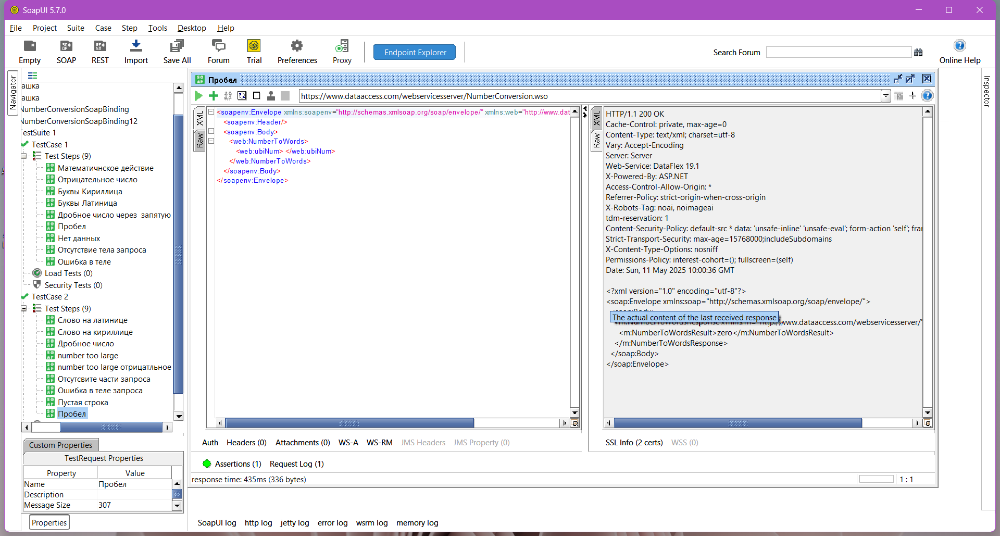 SoapUI 5.7.0
File Project Suite Case Step Tools Desktop Help
Empty SOAP REST Import Save All Forum Trial Preferences Proxy Endpoint Explorer Search Forum Online Help
Navigator
Inspector
ашка
ашка
NumberConversionSoapBinding
NumberConversionSoapBinding12
TestSuite 1
TestCase 1
Test Steps (9)
Математичнское действие
Отрицательное число
Буквы Кириллица
Буквы Латиница
Дробное число через запятую
Пробел
Нет данных
Отсутствие тела запроса
Ошибка в теле
Load Tests (0)
Security Tests (0)
TestCase 2
Test Steps (9)
Слово на латинице
Слово на кириллице
Дробное число
number too large
number too large отрицатльное
Отсутсвите части запроса
Ошибка в теле запроса
Пустая строка
Пробел
Custom Properties
TestRequest Properties
Property Value
Name Пробел
Description
Message Size 307
Properties
Пробел
https://www.dataaccess.com/webservicesserver/NumberConversion.wso
XML
Raw
<soapenv:Envelope xmlns:soapenv="http://schemas.xmlsoap.org/soap/envelope/" xmlns:web="http://www.dat
<soapenv:Header/>
<soapenv:Body>
<web:NumberToWords>
<web:ubiNum> </web:ubiNum>
</web:NumberToWords>
</soapenv:Body>
</soapenv:Envelope>
XML
Raw
HTTP/1.1 200 OK
Cache-Control: private, max-age=0
Content-Type: text/xml; charset=utf-8
Vary: Accept-Encoding
Server: Server
Web-Service: DataFlex 19.1
X-Powered-By: ASP.NET
Access-Control-Allow-Origin: *
Referrer-Policy: strict-origin-when-cross-origin
X-Robots-Tag: noai, noimageai
tdm-reservation: 1
Content-Security-Policy: default-src * data: 'unsafe-inline' 'unsafe-eval'; form-action 'self'; frar
Strict-Transport-Security: max-age=15768000;includeSubdomains
X-Content-Type-Options: nosniff
Permissions-Policy: interest-cohort=(); fullscreen=(self)
Date: Sun, 11 May 2025 10:00:36 GMT
<?xml version="1.0" encoding="utf-8"?>
<soap:Envelope xmlns:soap="http://schemas.xmlsoap.org/soap/envelope/">
The actual content of the last received response
www.dataaccess.com/webservicesserver/"
<m:NumberToWordsResult>zero</m:NumberToWordsResult>
</m:NumberToWordsResponse>
</soap:Body>
</soap:Envelope>
Auth Headers (0) Attachments (0) WS-A WS-RM JMS Headers JMS Property (0)
SSL Info (2 certs) WSS (0)
Assertions (1) Request Log (1)
response time: 435ms (336 bytes)
1 : 1
SoapUI log http log jetty log error log wsrm log memory log